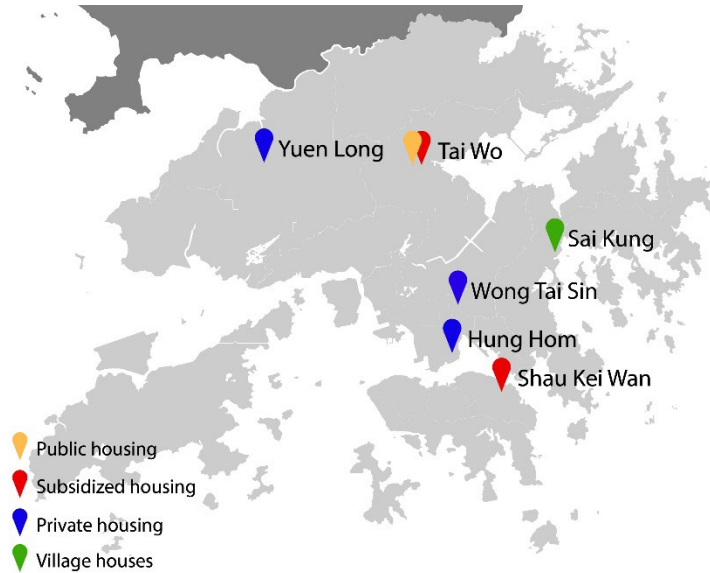 Yuen Long
Tai Wo
Sai Kung
Wong Tai Sin
Hung Hom
Shau Kei Wan
Public housing
Subsidized housing
Private housing
Village houses